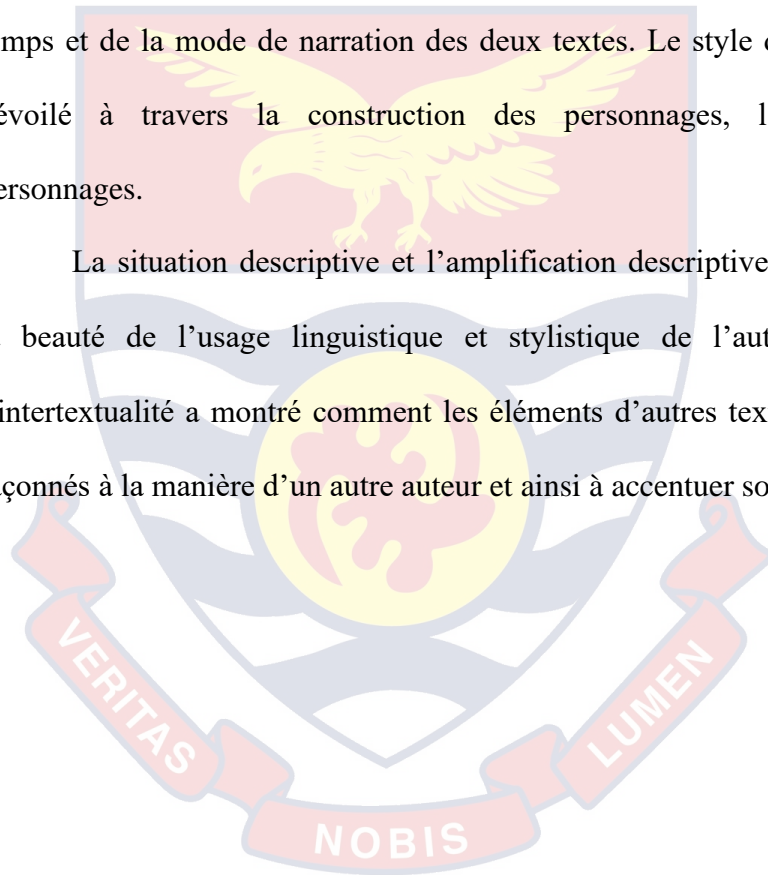 mps et de la mode de narration des deux textes. Le style d
évoilé à travers la construction des personnages, l
ersonnages.
La situation descriptive et l’amplification descriptive
beauté de l’usage linguistique et stylistique de l’aut
intertextualité a montré comment les éléments d’autres tex
çonnés à la manière d’un autre auteur et ainsi à accentuer so
VERITAS
NOBIS
LUMEN